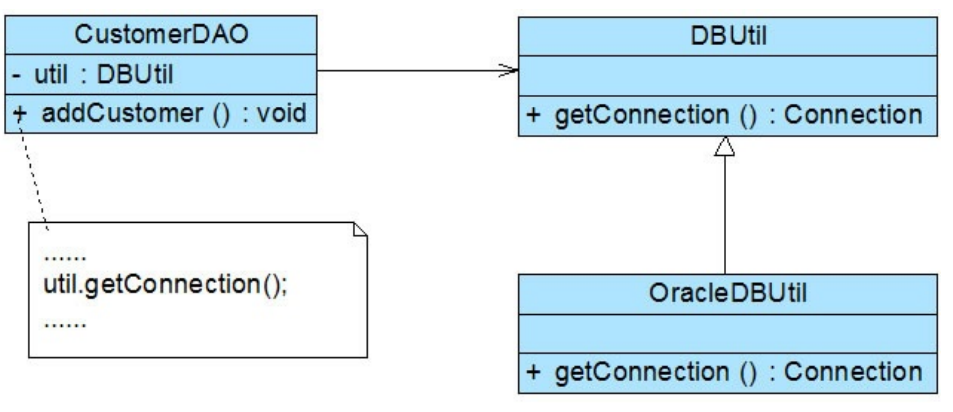 CustomerDAO
- util : DBUtil
+ addCustomer () : void
......
util.getConnection();
......
DBUtil
+ getConnection () : Connection
OracleDBUtil
+ getConnection () : Connection